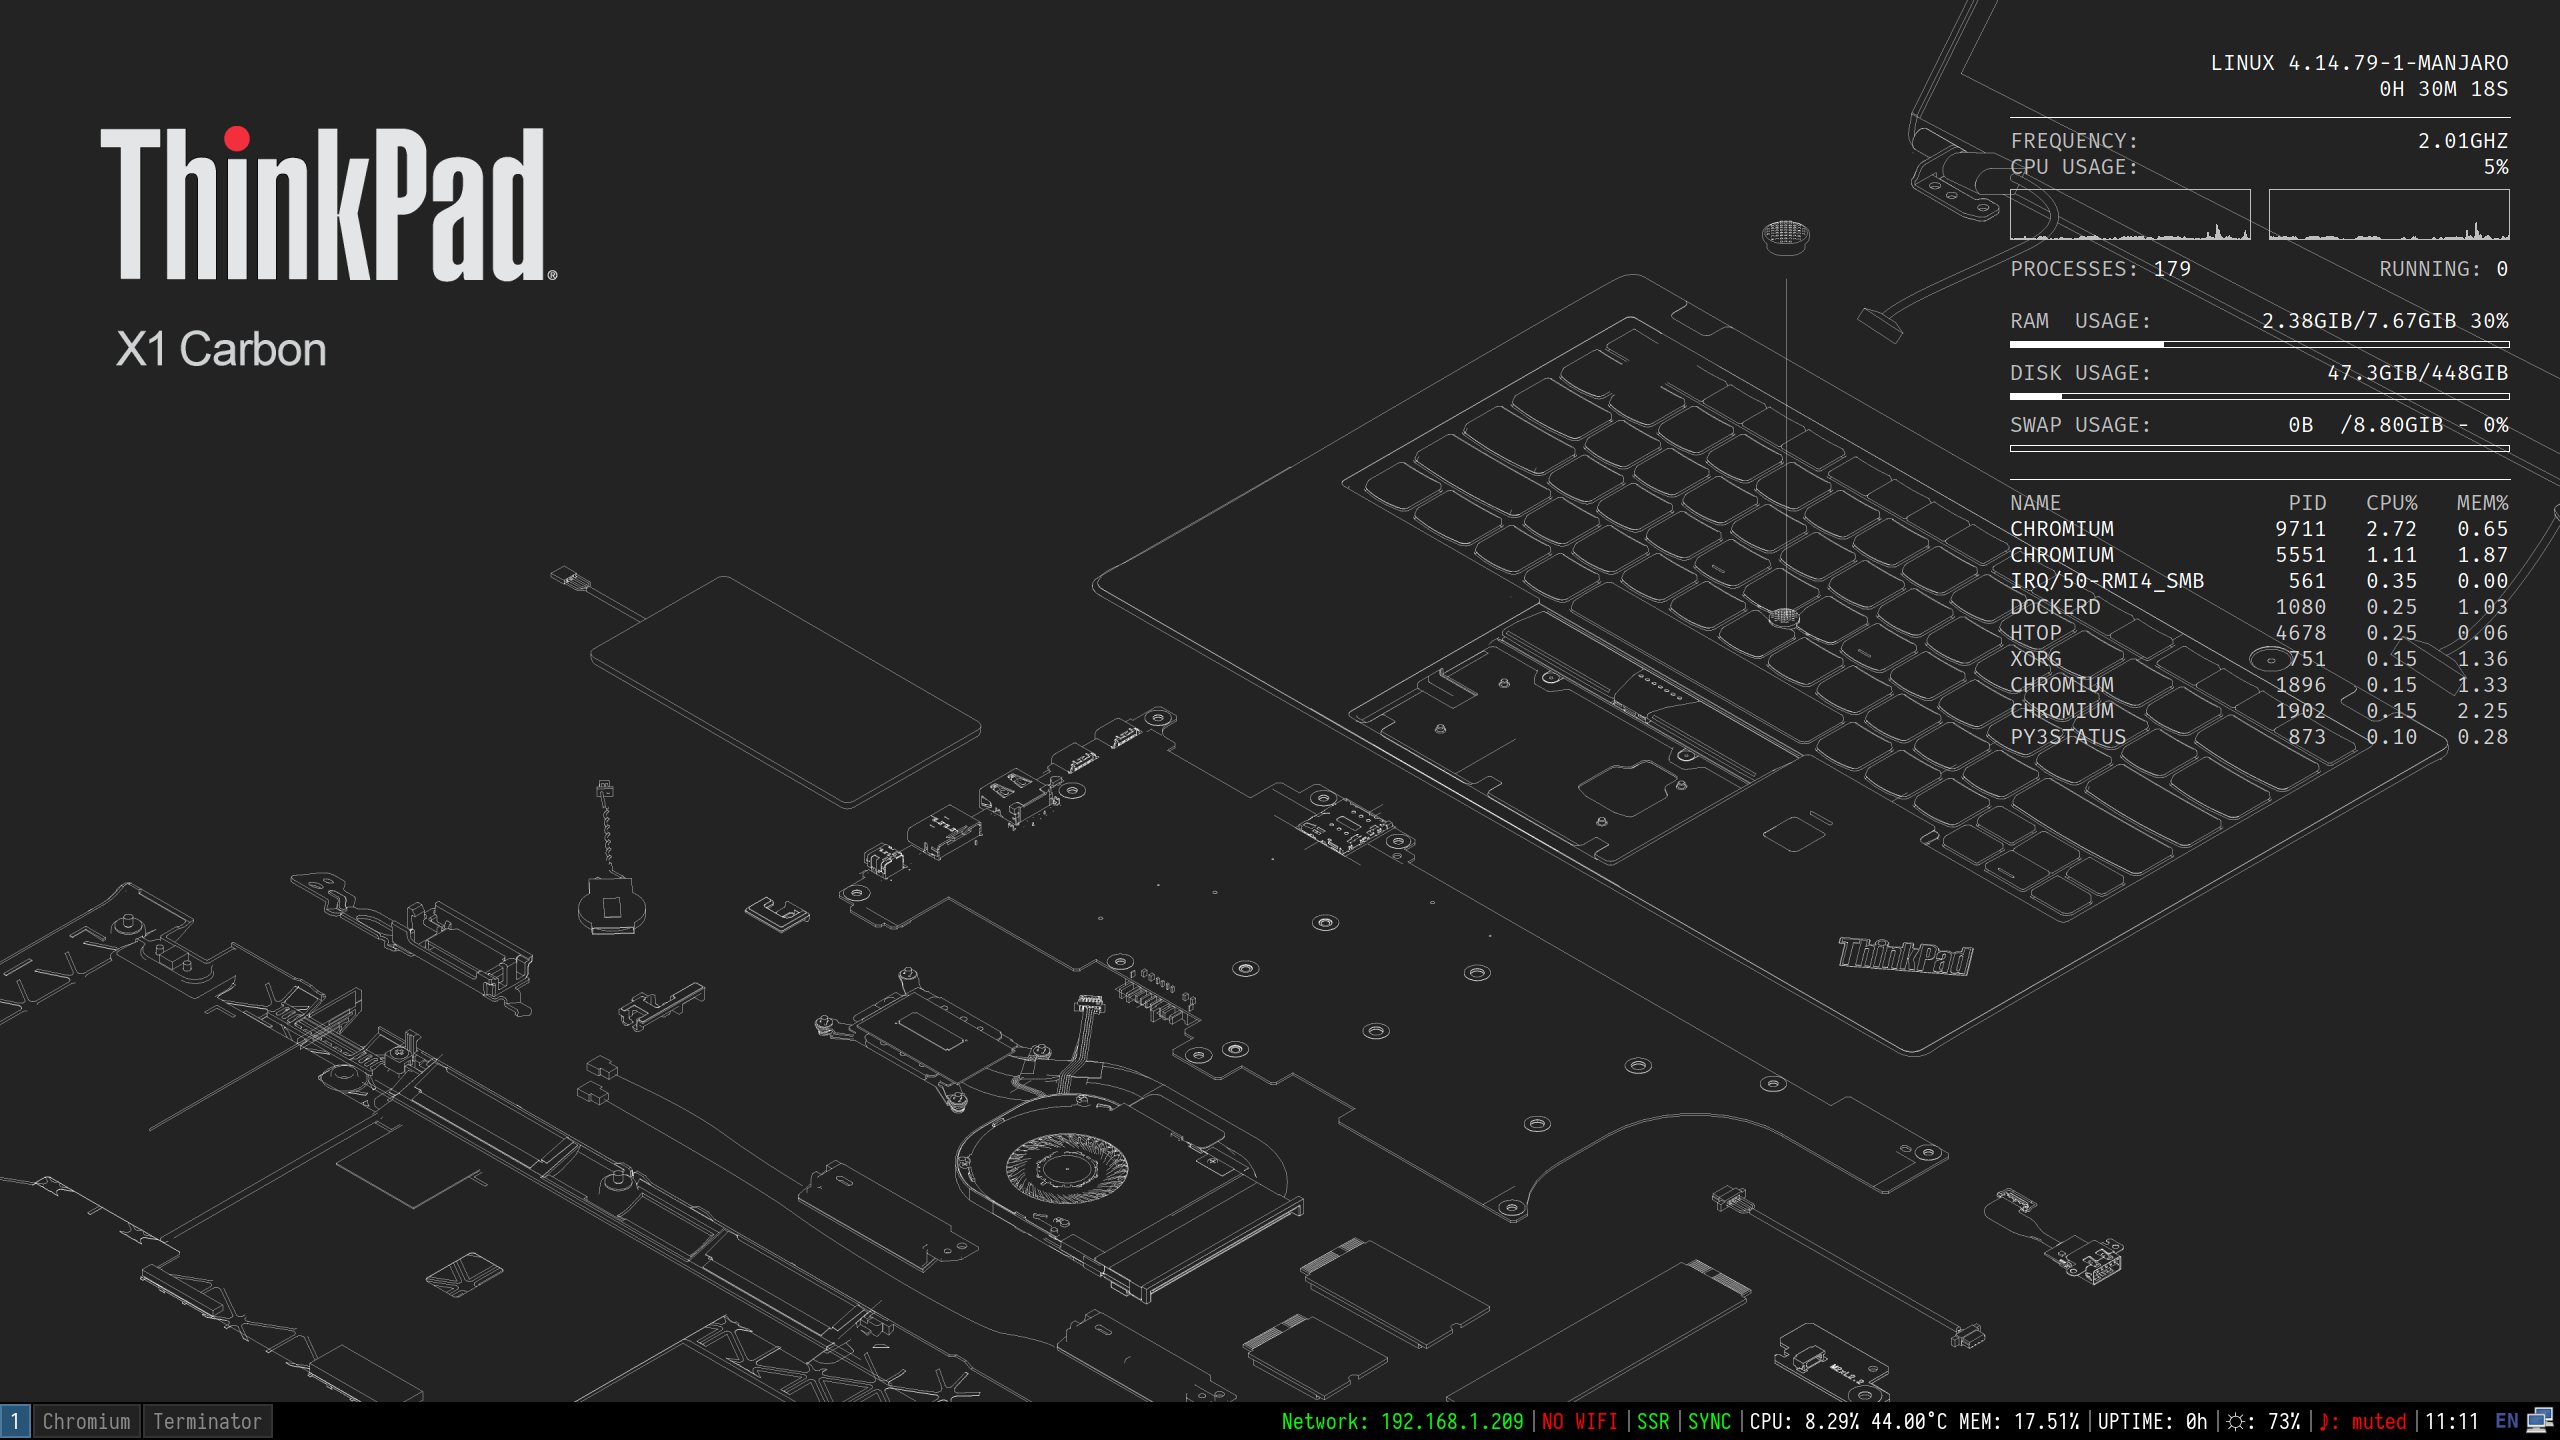 ThinkPad®
X1 Carbon
LINUX 4.14.79-1-MANJARO
0H 30M 18S
FREQUENCY: 2.01GHZ
CPU USAGE: 5%
PROCESSES: 179 RUNNING: 0
RAM USAGE: 2.38GIB/7.67GIB 30%
DISK USAGE: 47.3GIB/448GIB
SWAP USAGE: 0B /8.80GIB - 0%
NAME PID CPU% MEM%
CHROMIUM 9711 2.72 0.65
CHROMIUM 5551 1.11 1.87
IRQ/50-RMI4_SMB 561 0.35 0.00
DOCKERD 1080 0.25 1.03
HTOP 4678 0.25 0.06
XORG 751 0.15 1.36
CHROMIUM 1896 0.15 1.33
CHROMIUM 1902 0.15 2.25
PY3STATUS 873 0.10 0.28
ThinkPad
1 Chromium Terminator Network: 192.168.1.209 |NO WIFI |SSR |SYNC |CPU: 8.29% 44.00°C MEM: 17.51% |UPTIME: 0h |☼: 73% |♪: muted |11:11 EN